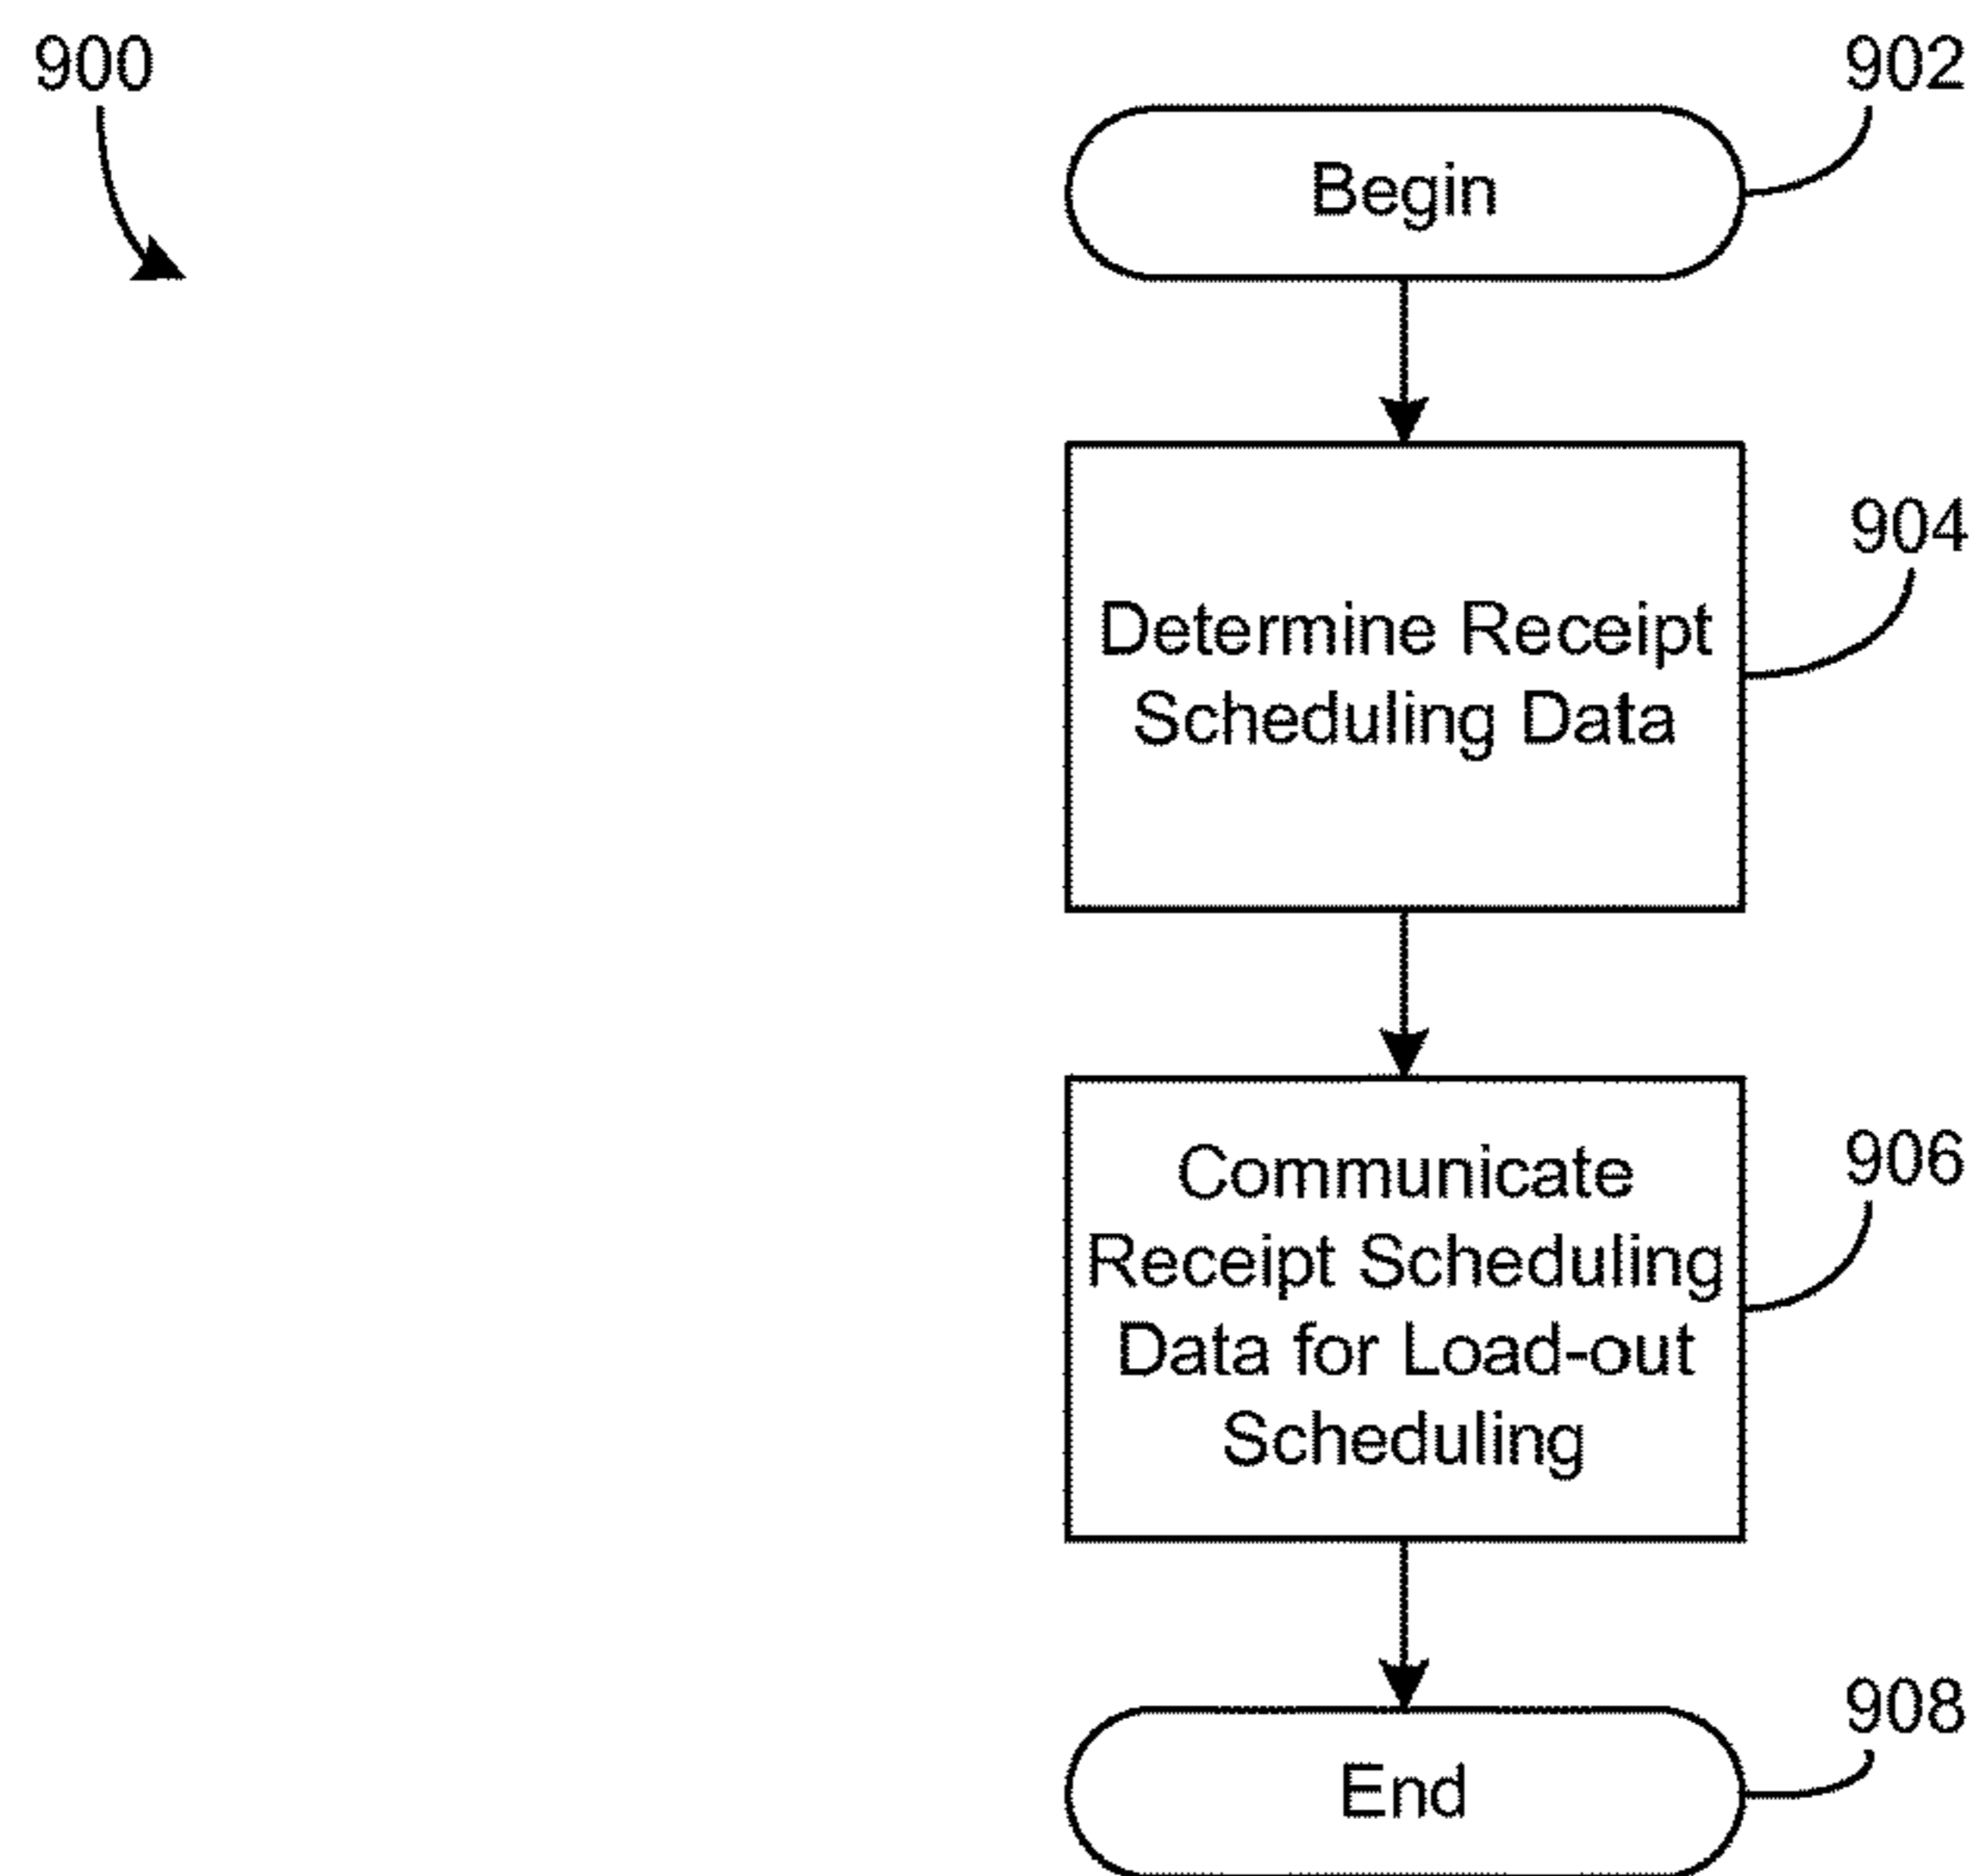 900
902
Begin
904
Determine Receipt
Scheduling Data
906
Communicate
Receipt Scheduling
Data for Load-out
Scheduling
908
End